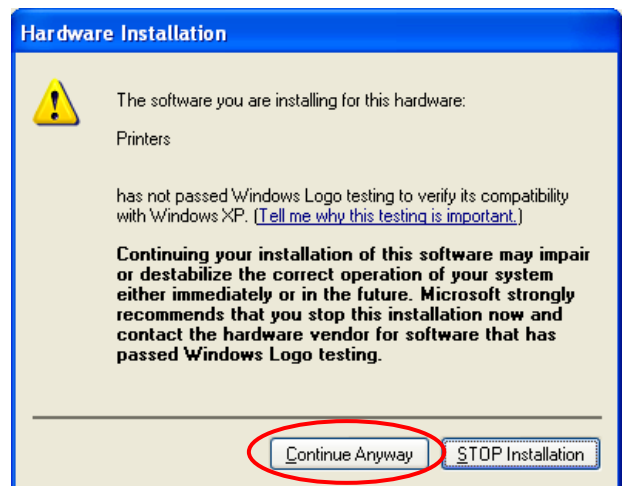 Hardware Installation
The software you are installing for this hardware:
Printers
has not passed Windows Logo testing to verify its compatibility
with Windows XP. (Tell me why this testing is important.)
Continuing your installation of this software may impair
or destabilize the correct operation of your system
either immediately or in the future. Microsoft strongly
recommends that you stop this installation now and
contact the hardware vendor for software that has
passed Windows Logo testing.
Continue Anyway
STOP Installation